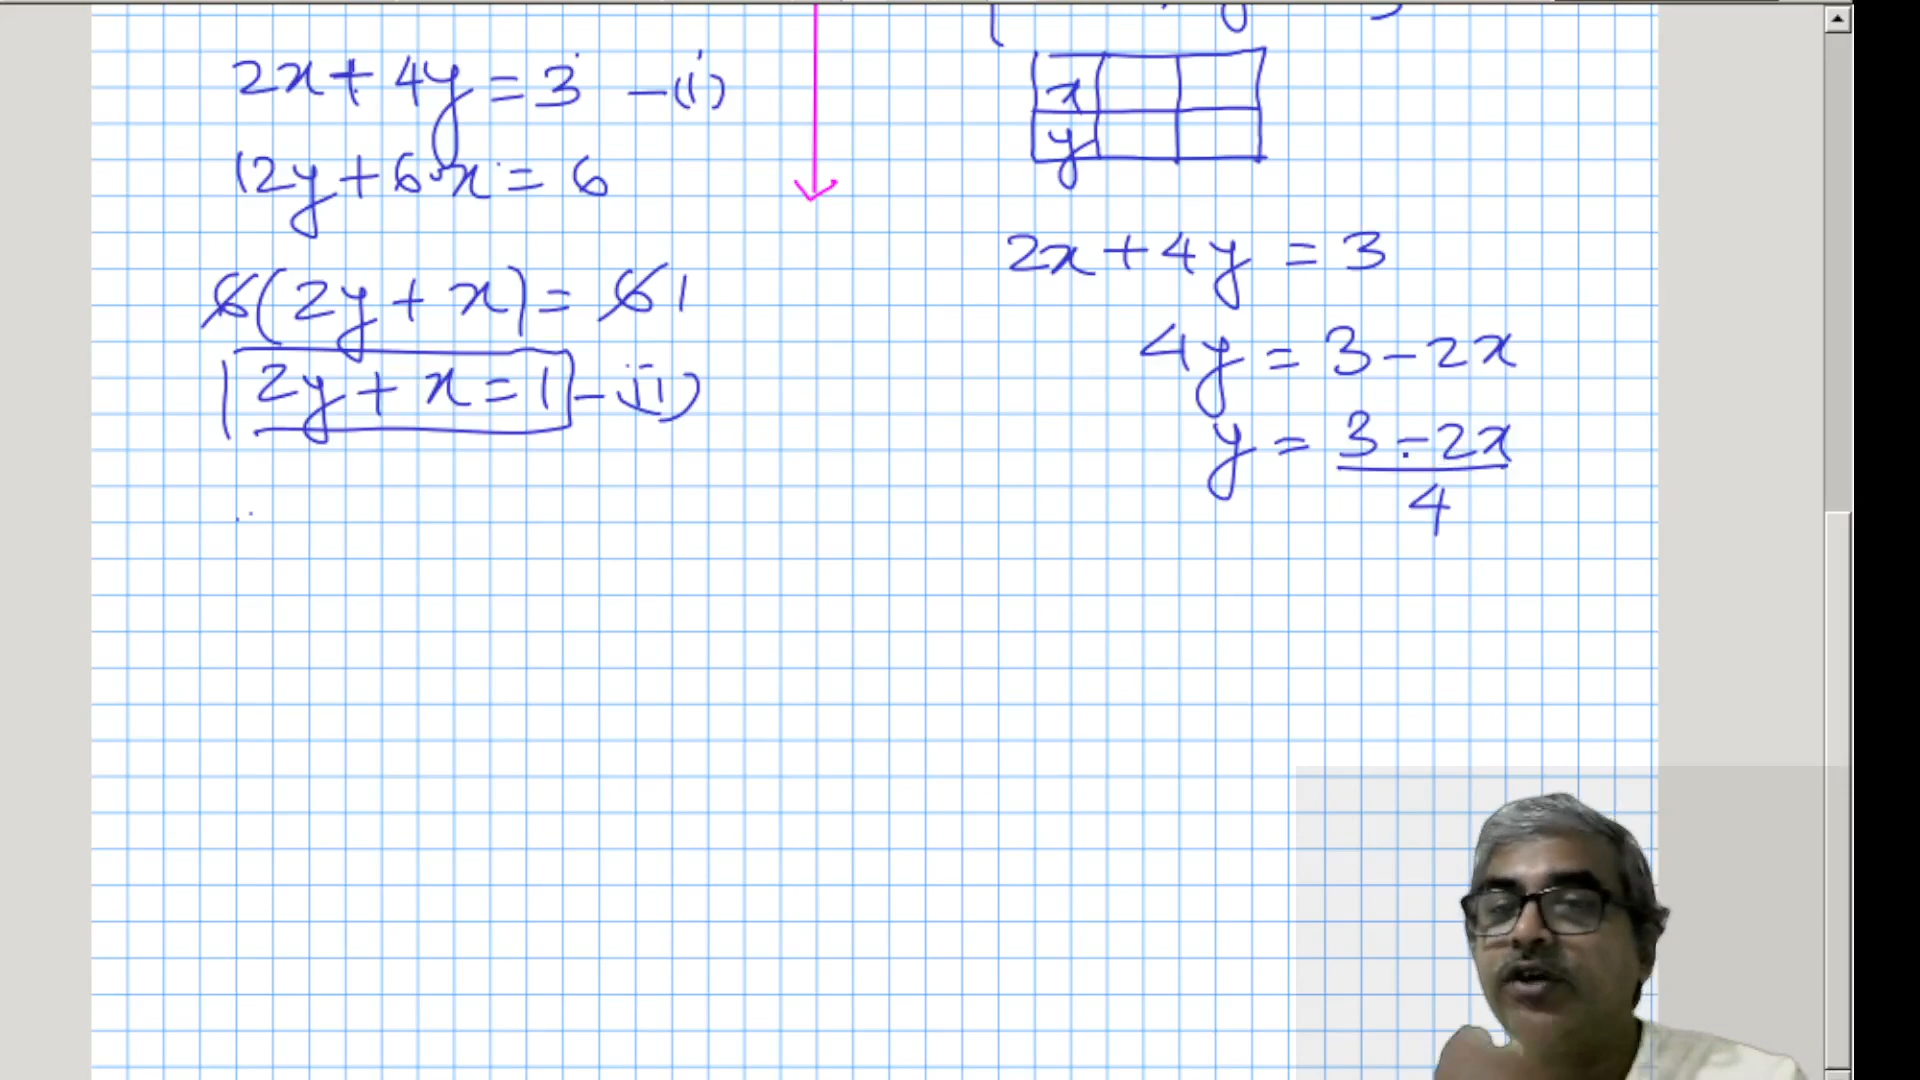 2x + 4y = 3 - (i)
12y + 6x = 6
6(2y + x) = 6 1
2y + x = 1 - ii)
x
y
2x + 4y = 3
4y = 3 - 2x
y = 3 - 2x
4